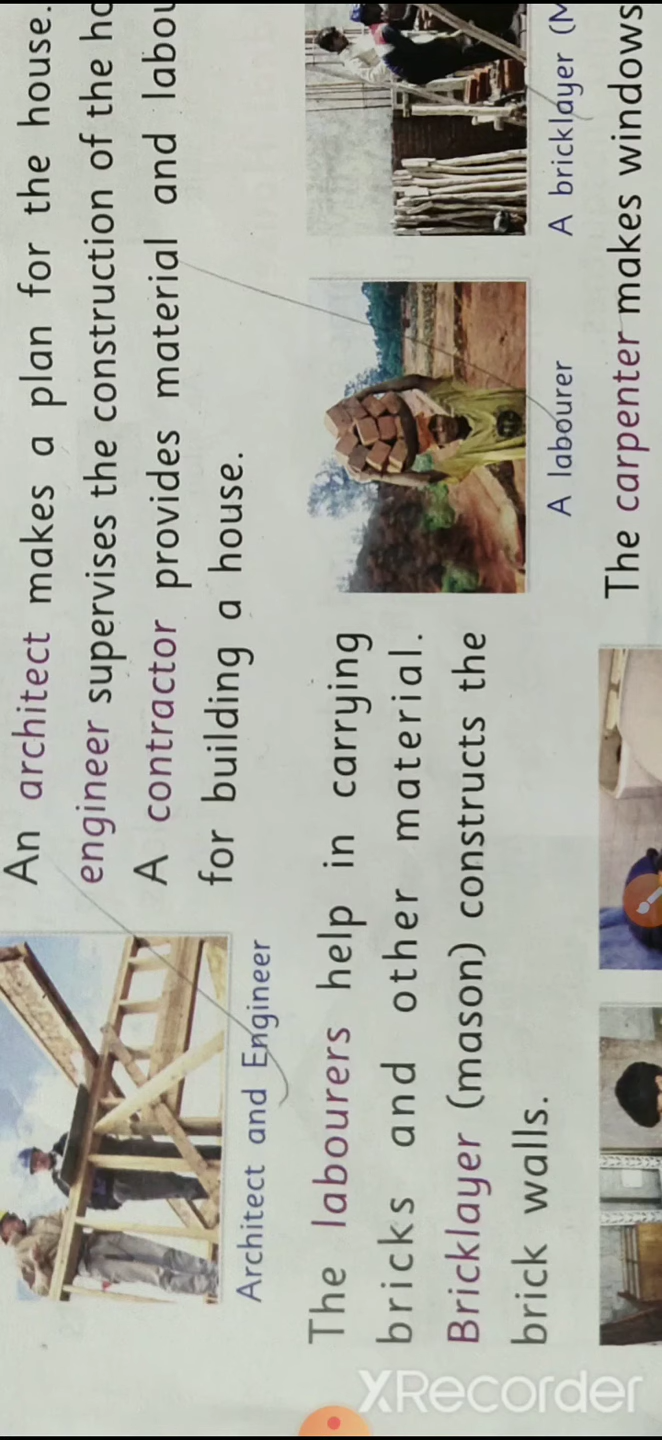 An architect makes a plan for the house.
engineer supervises the construction of the
A contractor provides material and
for building a house.
Architect and Engineer
The labourers help in carrying
bricks and other material.
Bricklayer (mason) constructs the
brick walls.
A labourer
A bricklayer
The carpenter makes windows
XRecorder